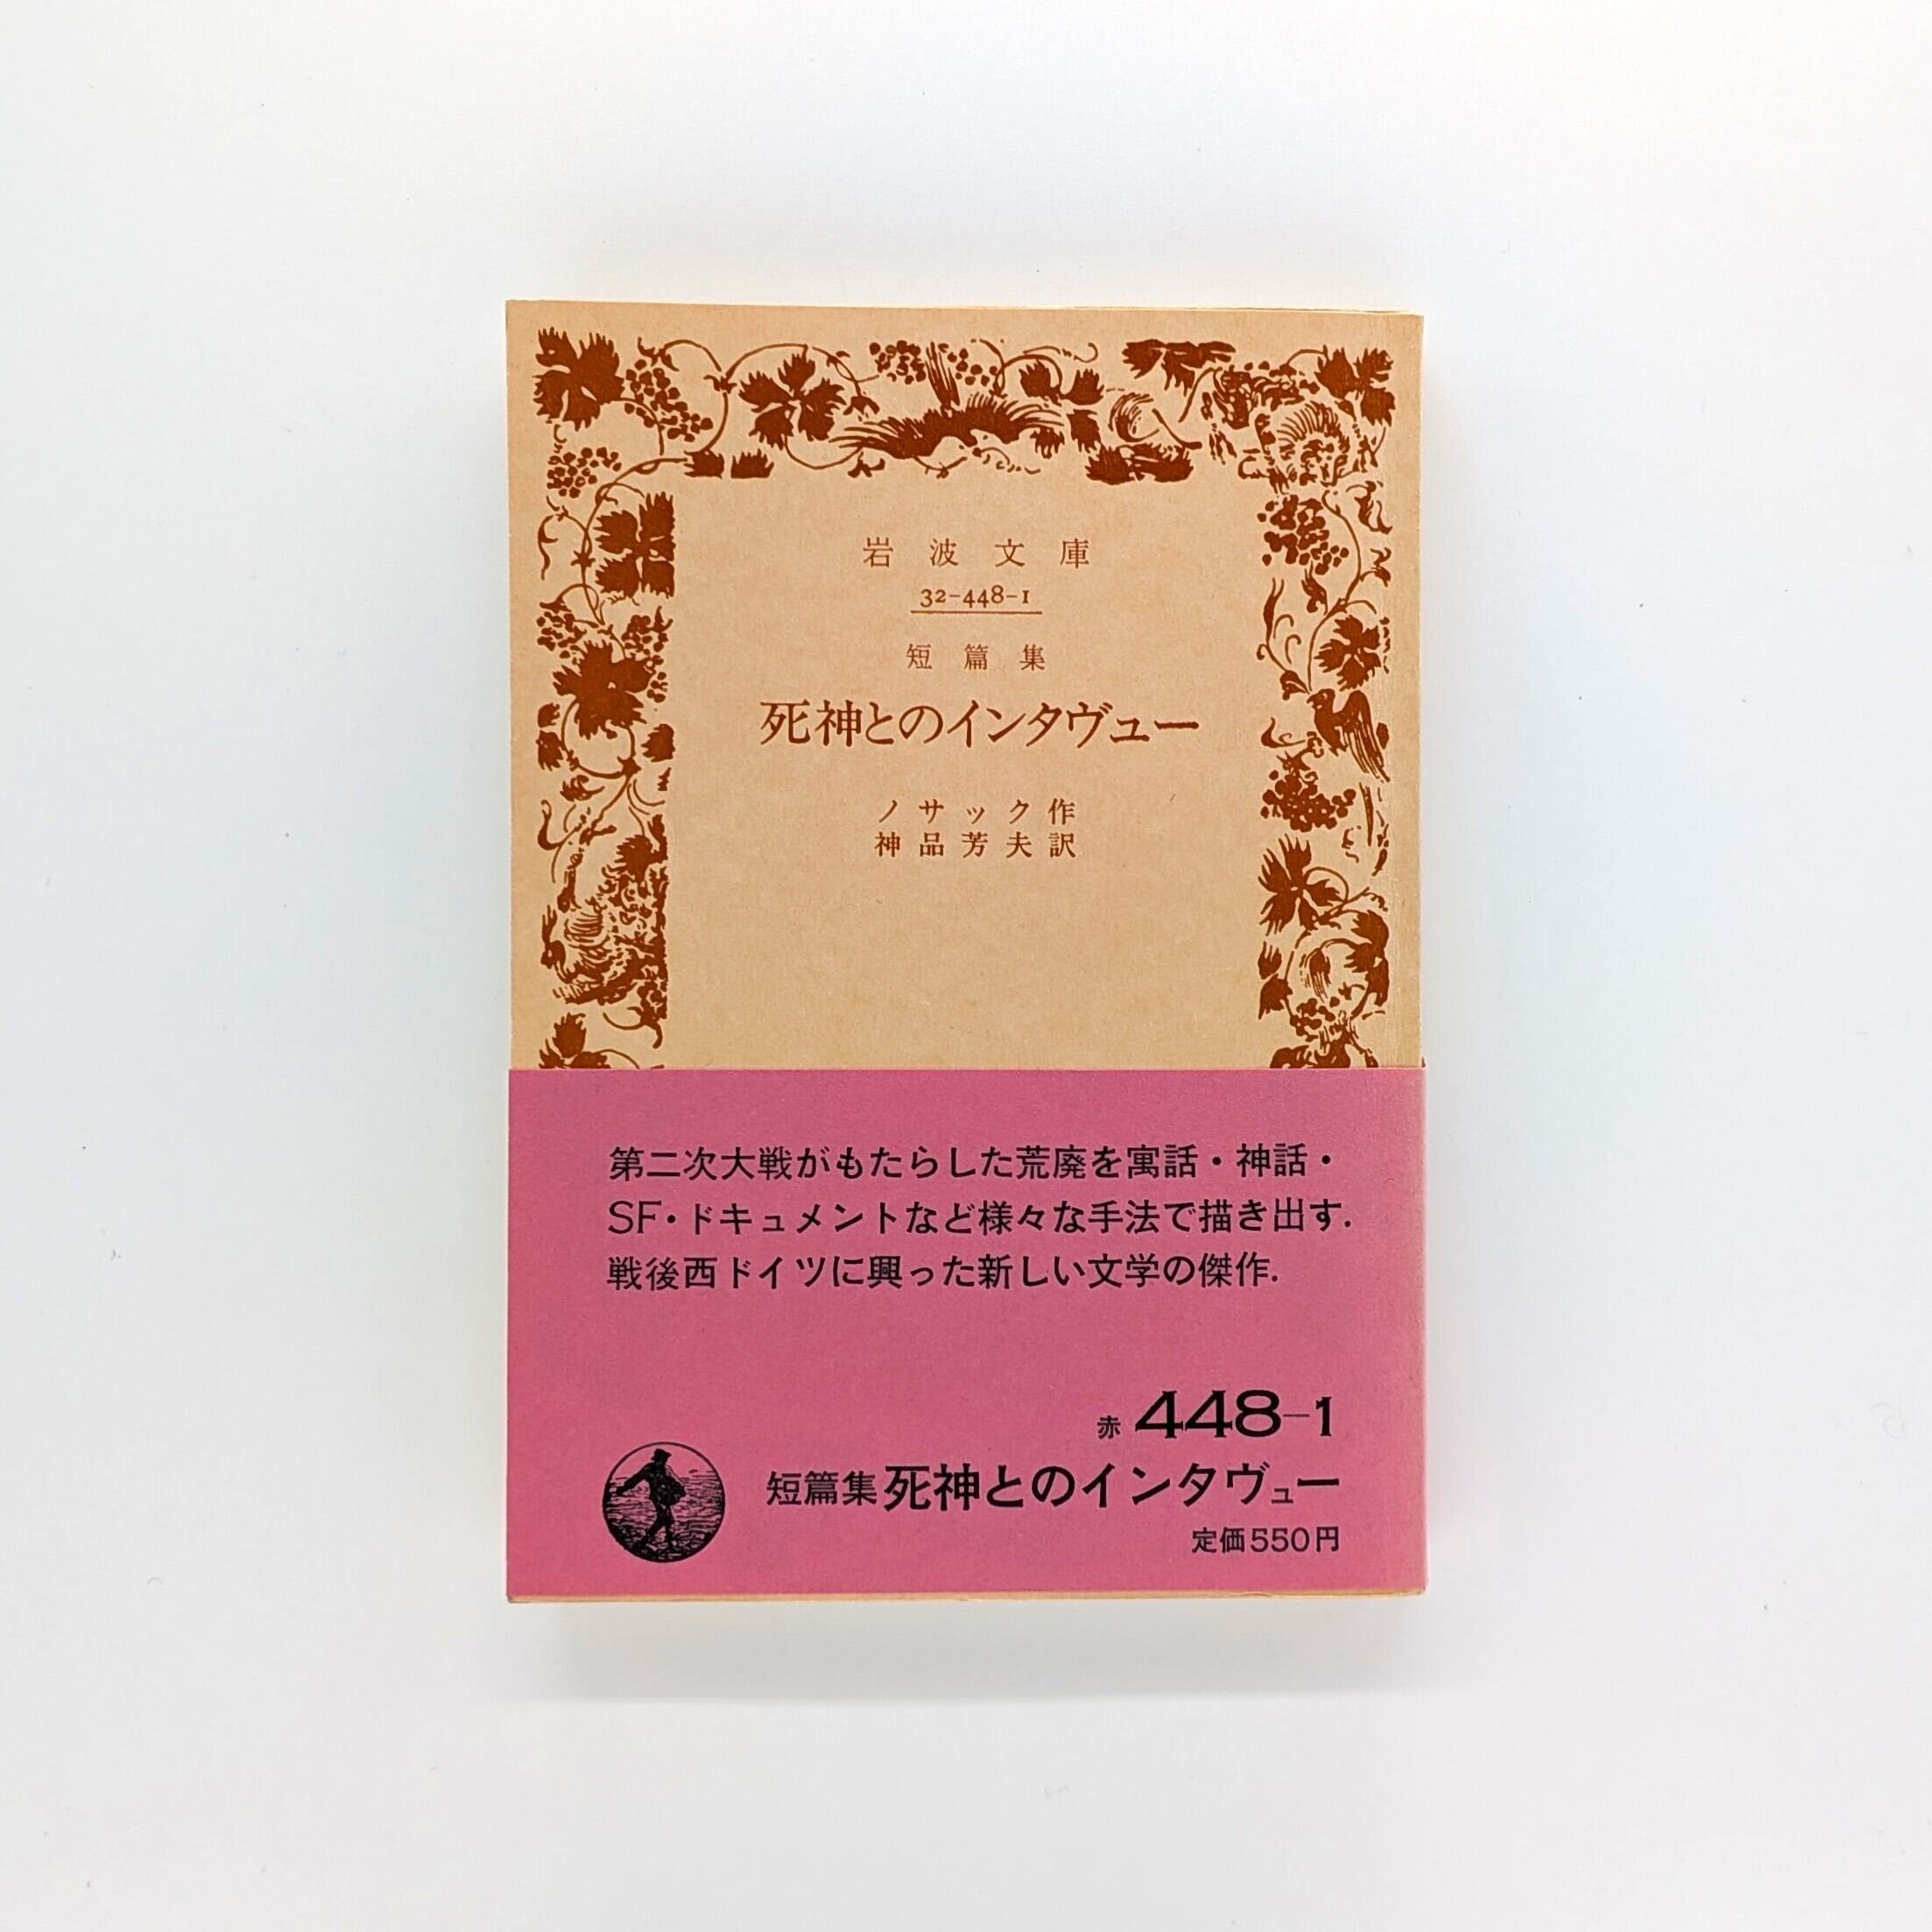 岩波文庫
32-448-1
短篇集
死神とのインタヴュー
ノサック作
神品芳夫訳
第二次大戦がもたらした荒廃を寓話・神話・
SF・ドキュメントなど様々な手法で描き出す.
戦後西ドイツに興った新しい文学の傑作.
赤 448-1
短篇集 死神とのインタヴュー
定価550円